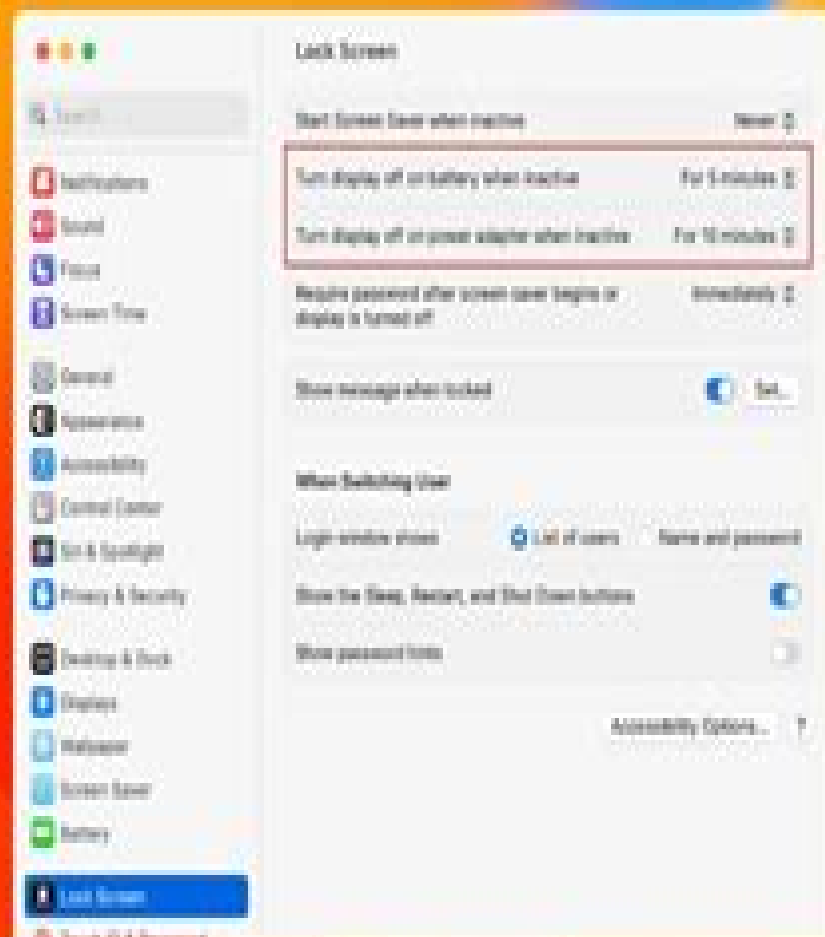 Lock Screen
Search
Start Screen Saver when inactive
Never
Notifications
Turn display off on battery when inactive
For 5 minutes
Sound
Turn display off on power adapter when inactive
For 10 minutes
Focus
Screen Time
Require password after screen saver begins or
display is turned off
Immediately
General
Show message when locked
Set...
Appearance
Accessibility
When Switching User
Control Center
Login window shows
List of users
Name and password
Siri & Spotlight
Privacy & Security
Show the Sleep, Restart, and Shut Down buttons
Desktop & Dock
Show password hints
Displays
Accessibility Options...
?
Wallpaper
Screen Saver
Battery
Lock Screen